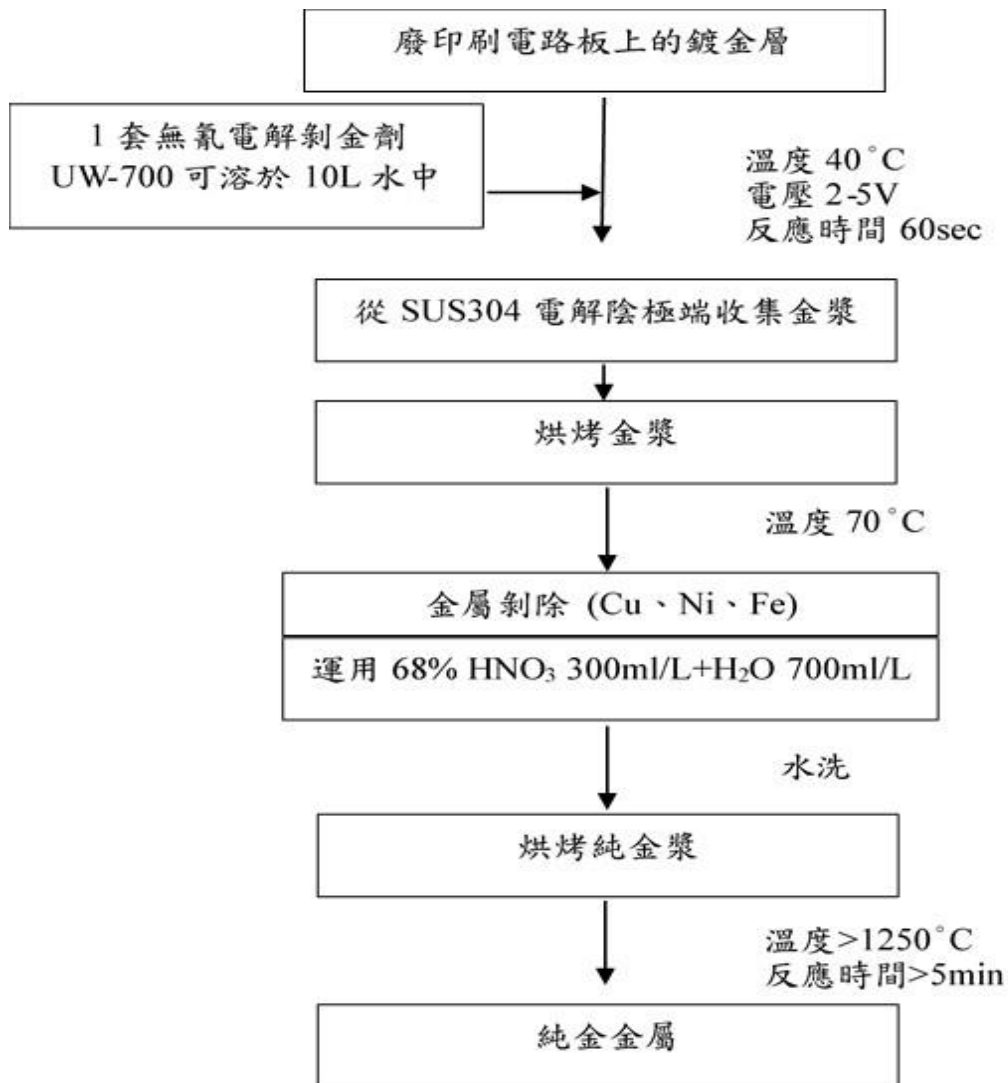 廢印刷電路板上的鍍金層
1 套無氰電解剝金劑
UW-700 可溶於 10L 水中
溫度 40°C
電壓 2-5V
反應時間 60sec
從 SUS304 電解陰極端收集金漿
烘烤金漿
溫度 70°C
金屬剝除 (Cu、Ni、Fe)
運用 68% HNO₃ 300ml/L+H₂O 700ml/L
水洗
烘烤純金漿
溫度>1250°C
反應時間>5min
純金金屬